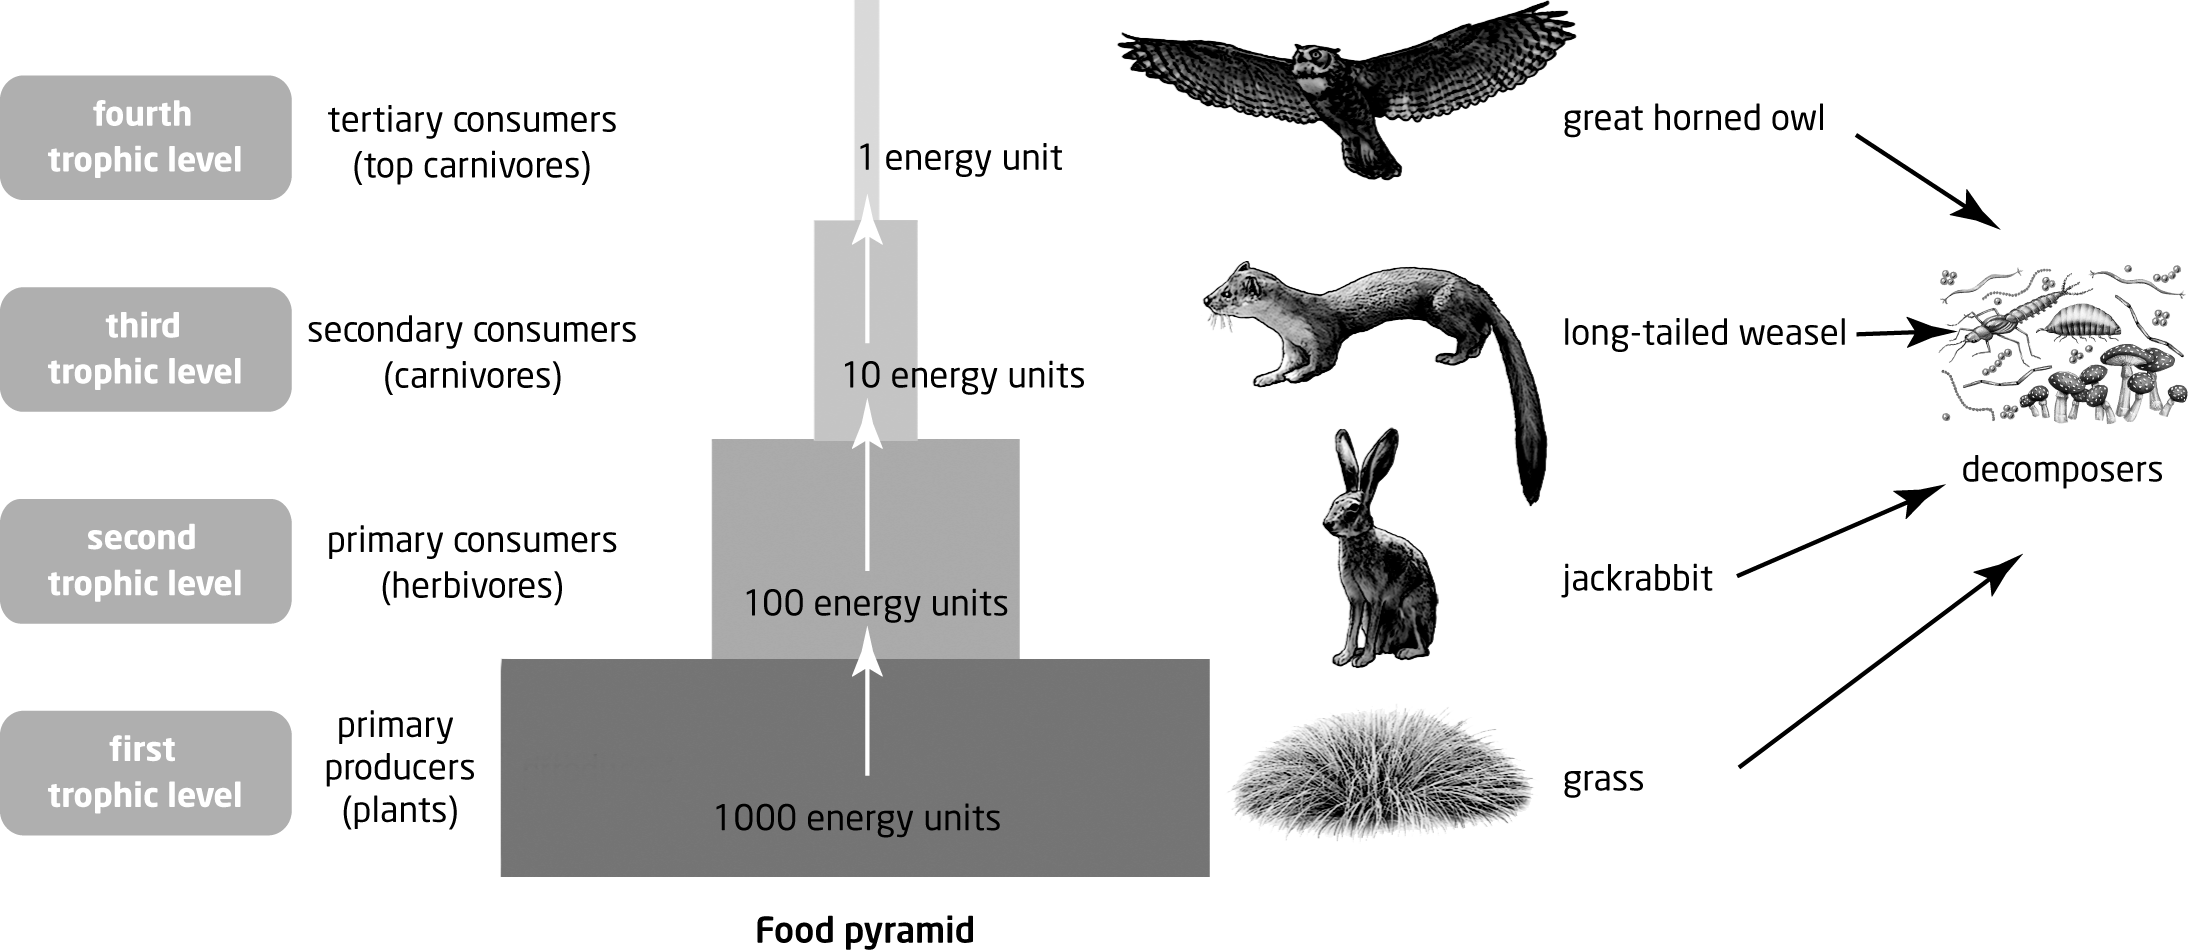 fourth
trophic level
tertiary consumers
(top carnivores)
1 energy unit
great horned owl
third
trophic level
secondary consumers
(carnivores)
10 energy units
long-tailed weasel
decomposers
second
trophic level
primary consumers
(herbivores)
100 energy units
jackrabbit
first
trophic level
primary
producers
(plants)
1000 energy units
grass
Food pyramid